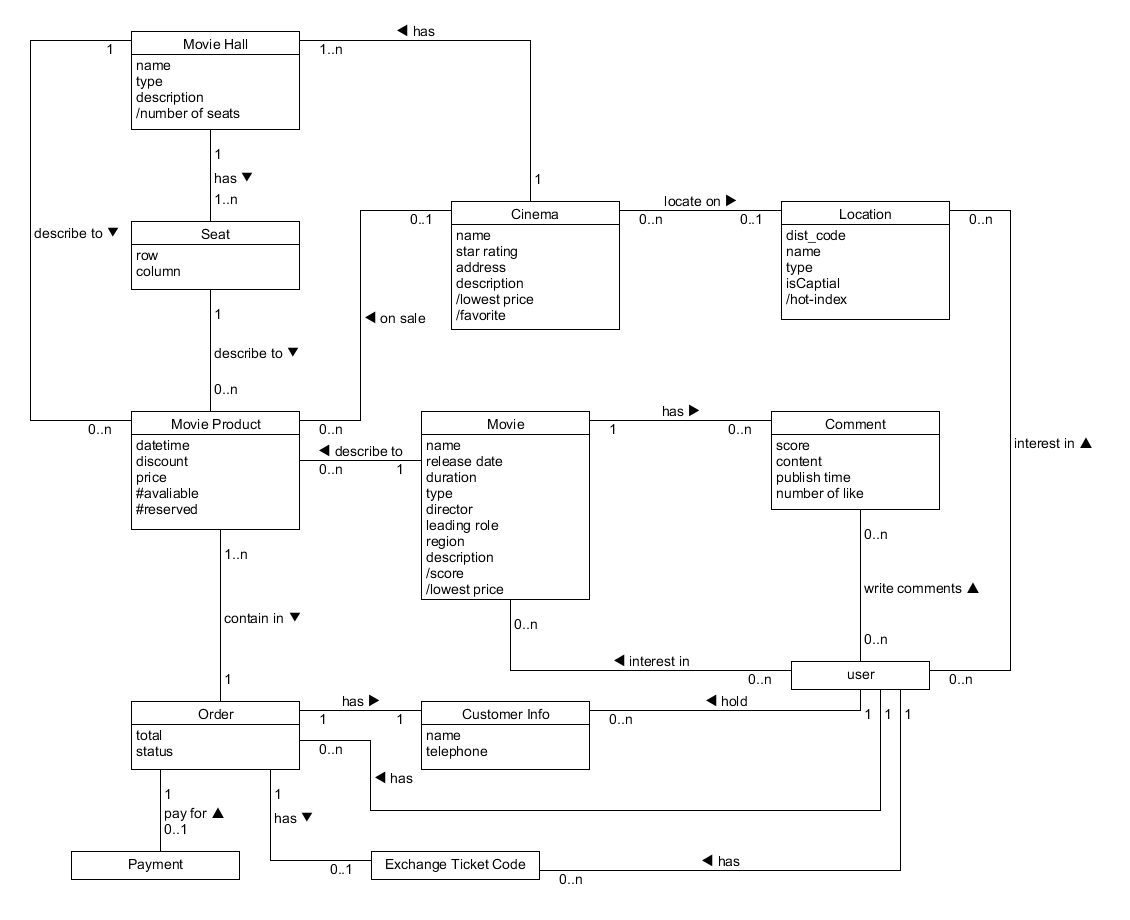 ◄ has
1
Movie Hall
1..n
name
type
description
/number of seats
1
has ▼
1..n
1
describe to ▼
Seat
row
column
0..1
Cinema
name
star rating
address
description
/lowest price
/favorite
locate on ►
0..n
0..1
Location
dist_code
name
type
isCaptial
/hot-index
0..n
1
describe to ▼
0..n
◄ on sale
0..n
Movie Product
0..n
datetime
discount
price
#avaliable
#reserved
◄ describe to
0..n
1
Movie
name
release date
duration
type
director
leading role
region
description
/score
/lowest price
has ►
1
0..n
Comment
score
content
publish time
number of like
interest in ▲
1..n
contain in ▼
1
0..n
0..n
write comments ▲
0..n
◄ interest in
0..n
user
0..n
Order
total
status
has ►
1
1
0..n
Customer Info
name
telephone
◄ hold
0..n
1
1
1
◄ has
1
pay for ▲
0..1
1
has ▼
Payment
0..1
Exchange Ticket Code
◄ has
0..n